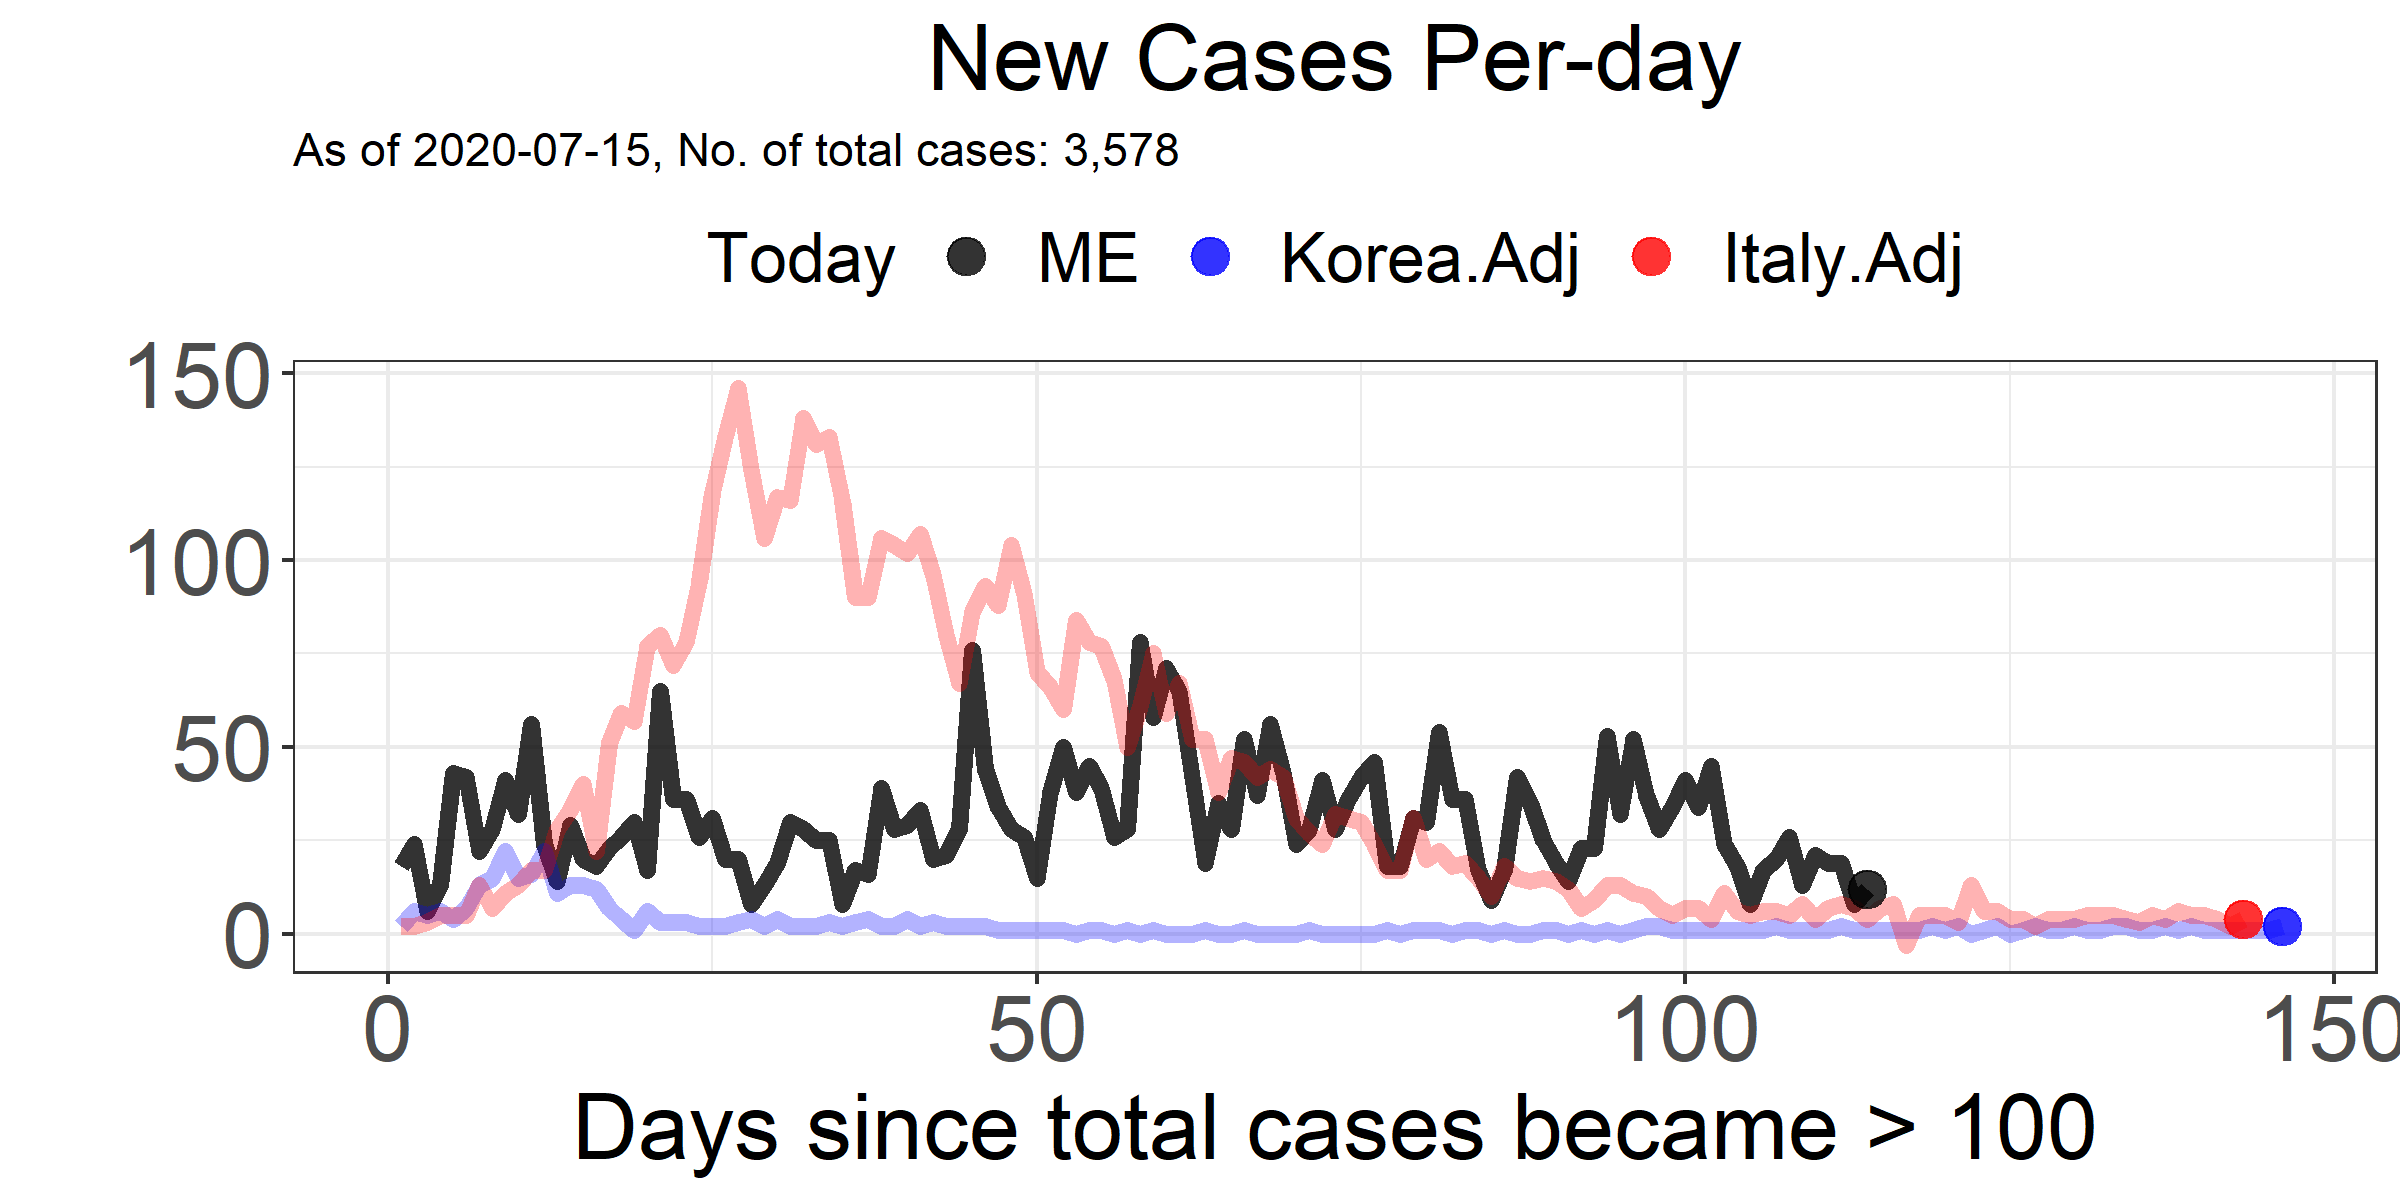 New Cases Per-day
As of 2020-07-15, No. of total cases: 3,578
Today ME Korea.Adj Italy.Adj
150
100
50
0
0 50 100 150
Days since total cases became > 100